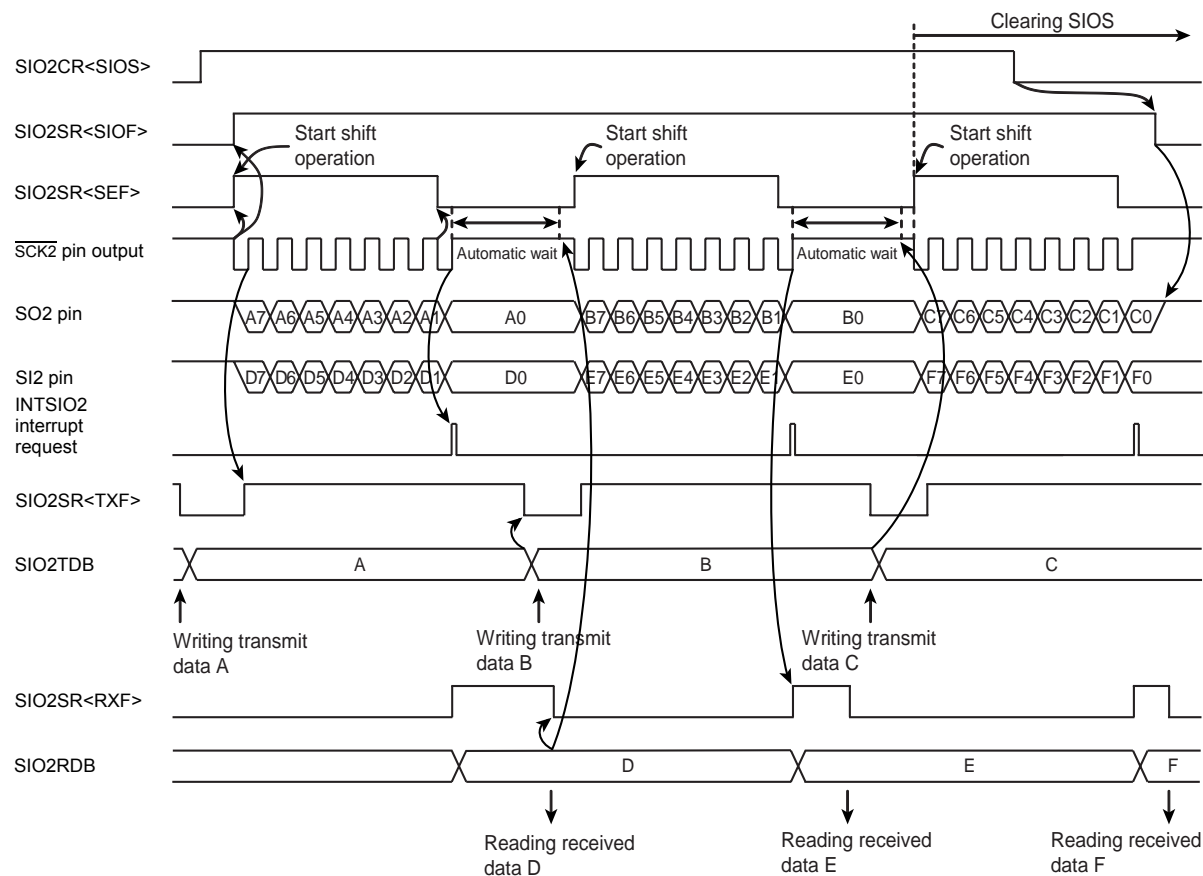 Clearing SIOS
SIO2CR<SIOS>
SIO2SR<SIOF>
Start shift
operation
Start shift
operation
Start shift
operation
SIO2SR<SEF>
SCK2 pin output
Automatic wait
Automatic wait
SO2 pin
A7 A6 A5 A4 A3 A2 A1 A0 B7 B6 B5 B4 B3 B2 B1 B0 C7 C6 C5 C4 C3 C2 C1 C0
SI2 pin
D7 D6 D5 D4 D3 D2 D1 D0 E7 E6 E5 E4 E3 E2 E1 E0 F7 F6 F5 F4 F3 F2 F1 F0
INTSIO2
interrupt
request
SIO2SR<TXF>
SIO2TDB
A B C
Writing transmit
data A
Writing transmit
data B
Writing transmit
data C
SIO2SR<RXF>
SIO2RDB
D E F
Reading received
data D
Reading received
data E
Reading received
data F